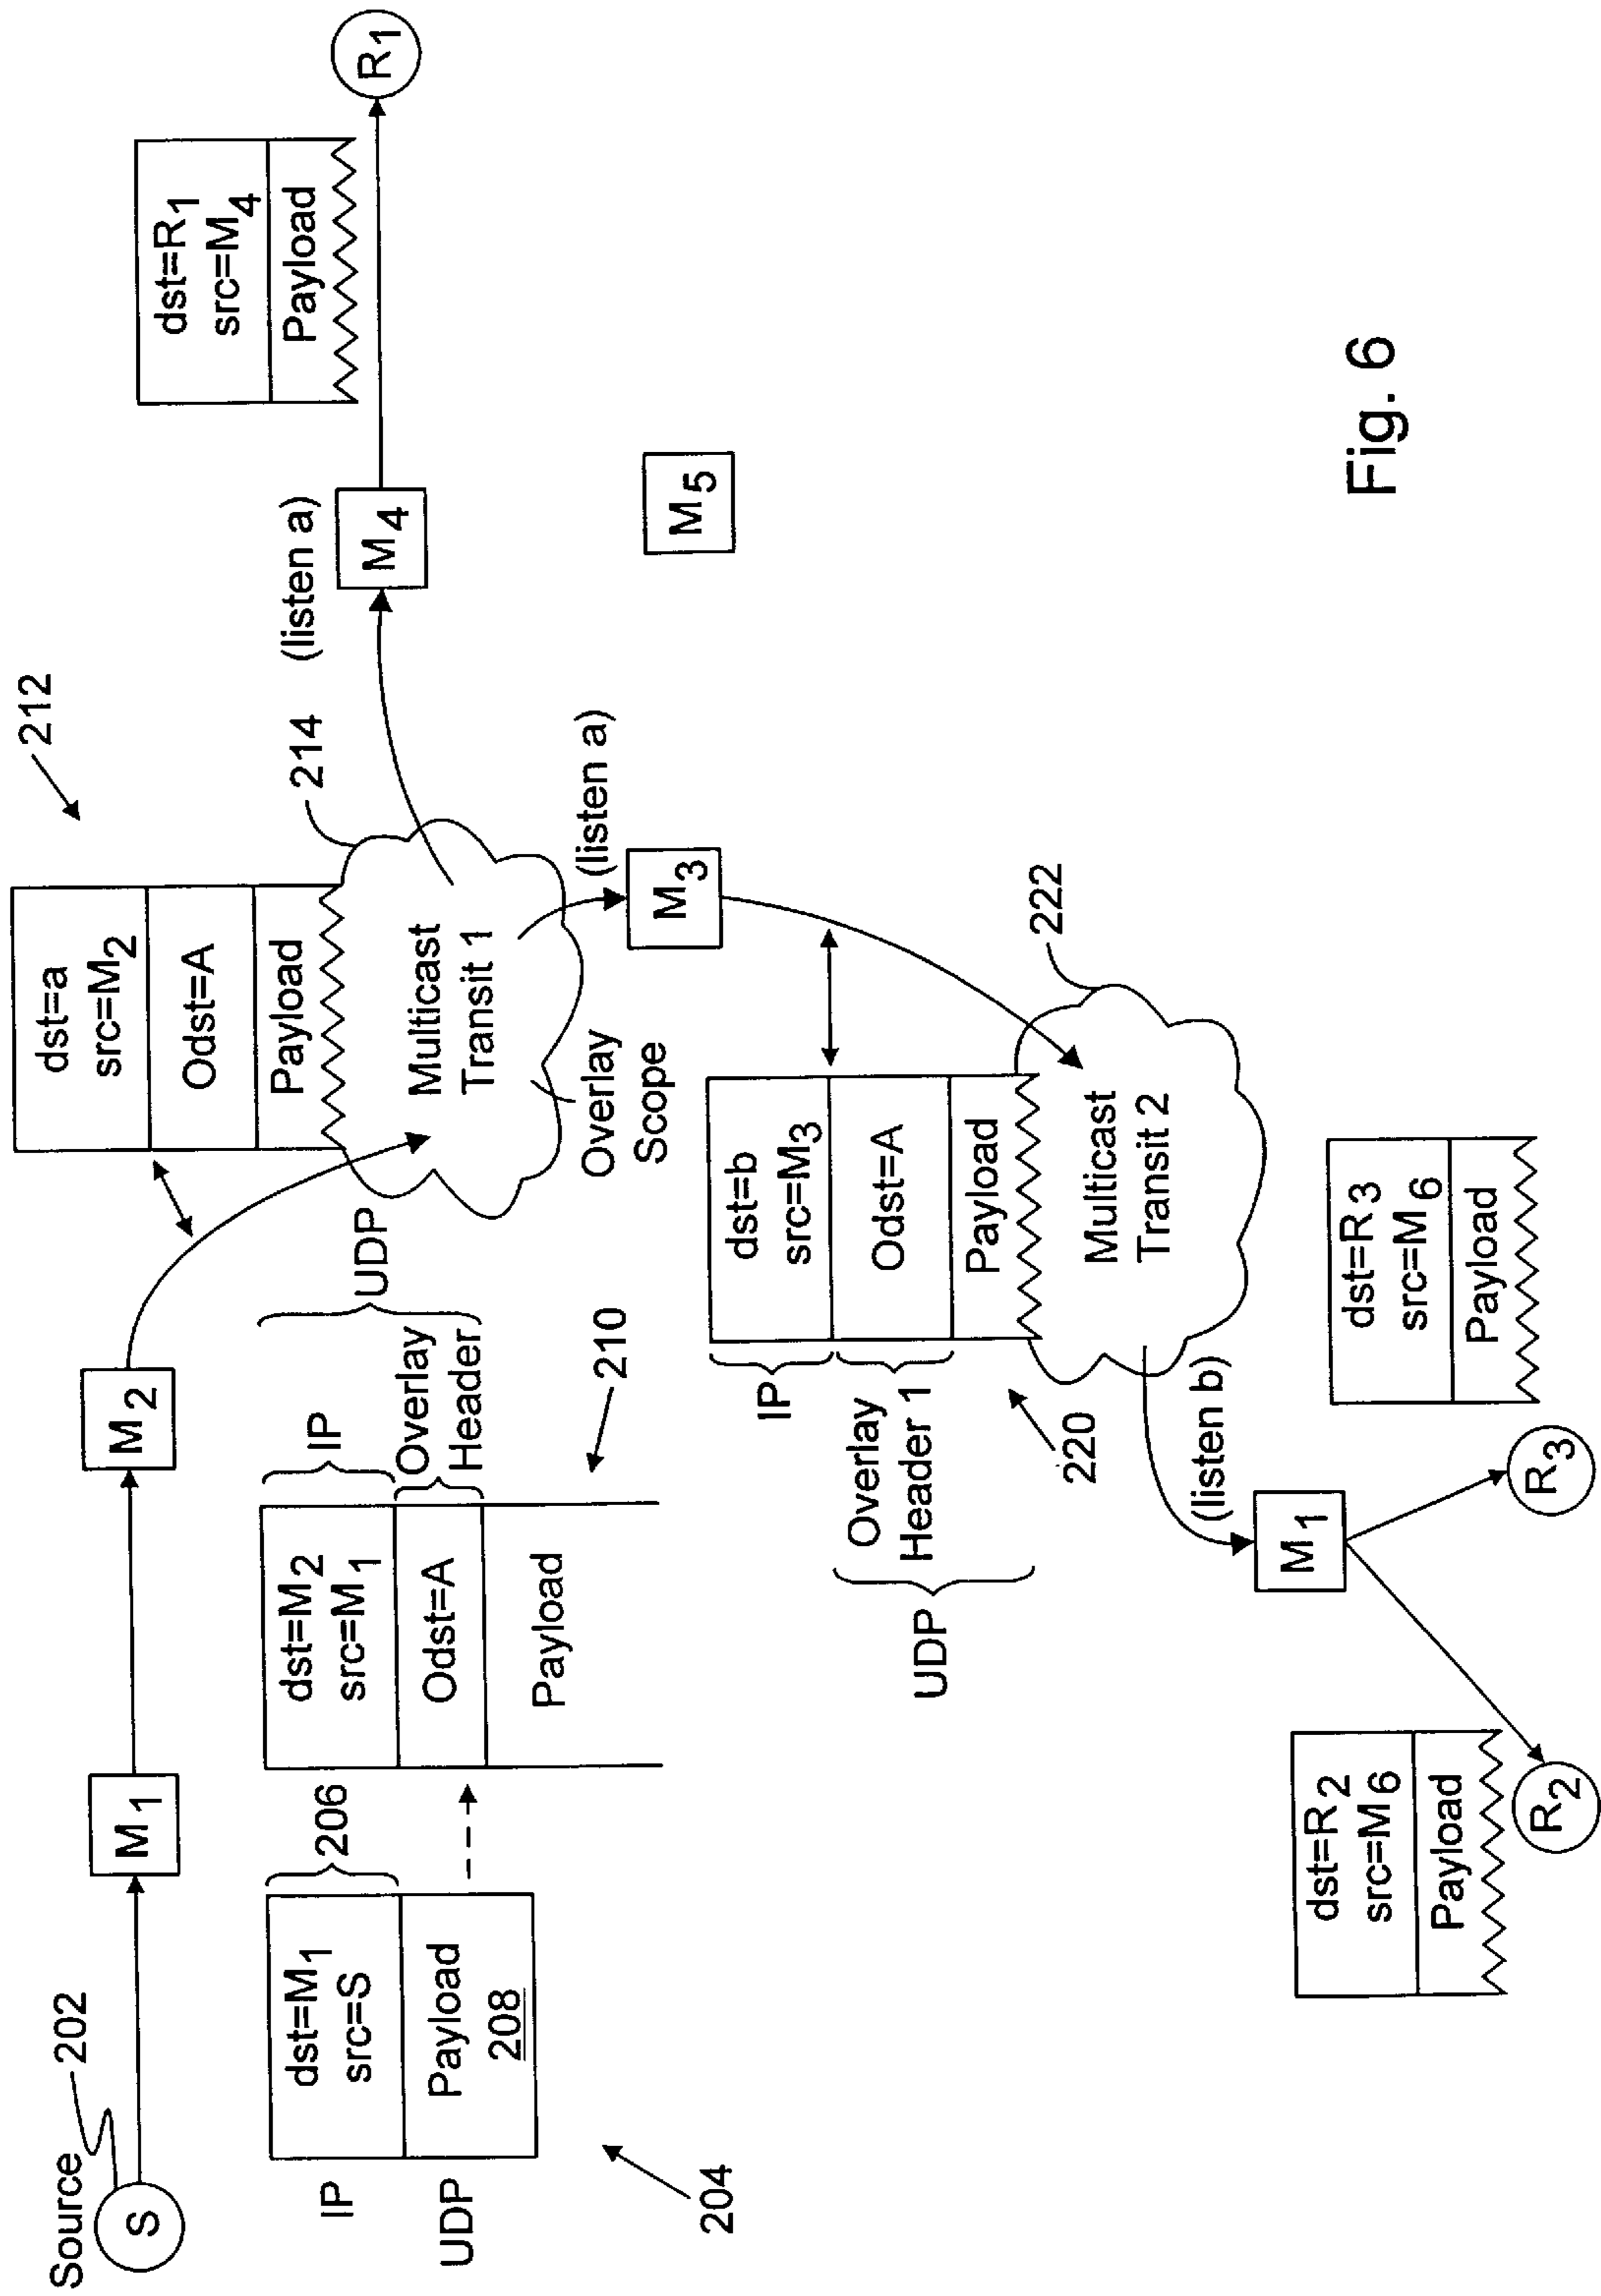 Source
202
S
M1
M2
212
dst=a
src=M2
Odst=A
Payload
214
(listen a)
M4
dst=R1
src=M4
Payload
R1
IP
UDP
dst=M1
src=S
Payload
208
206
204
dst=M2
src=M1
Odst=A
Payload
IP
Overlay
Header
UDP
210
Multicast
Transit 1
Overlay
Scope
(listen a)
M3
M5
IP
Overlay
Header 1
UDP
dst=b
src=M3
Odst=A
Payload
220
222
Multicast
Transit 2
(listen b)
M1
dst=R2
src=M6
Payload
R2
dst=R3
src=M6
Payload
R3
Fig. 6